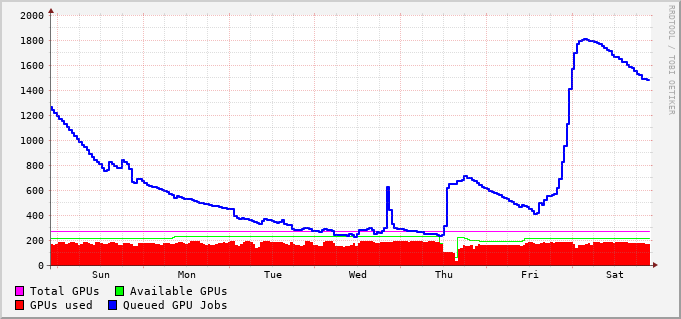 2000
1800
1600
1400
1200
1000
800
600
400
200
0
Sun Mon Tue Wed Thu Fri Sat
Total GPUs Available GPUs
GPUs used Queued GPU Jobs
RRDTOOL / TOBI OETIKER